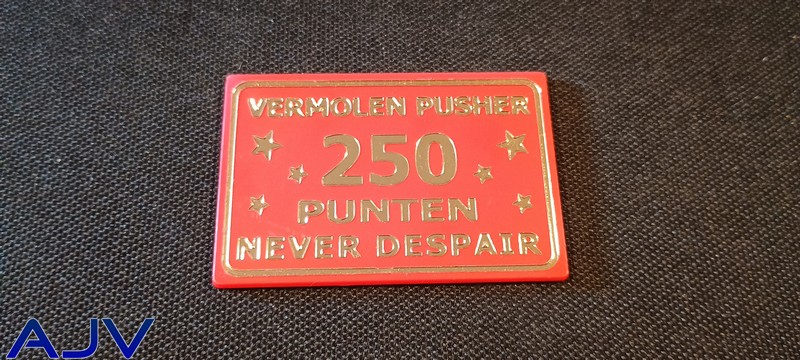 VERMOLEN PUSHER
250
PUNTEN
NEVER DESPAIR
AJV